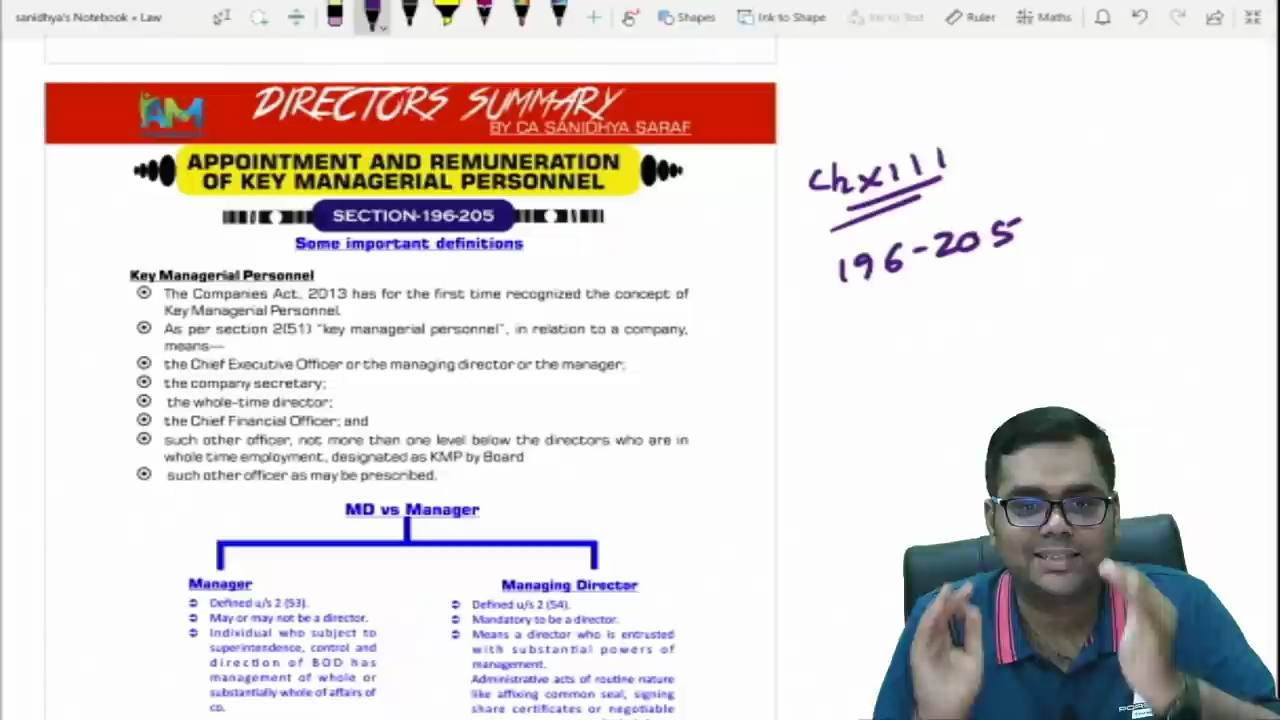 sanidhya's Notebook • Law
Shapes
Ink to Shape
Ink to Text
Ruler
Maths
AM
DIRECTORS SUMMARY
BY CA SANIDHYA SARAF
APPOINTMENT AND REMUNERATION
OF KEY MANAGERIAL PERSONNEL
SECTION-196-205
Some important definitions
Key Managerial Personnel
The Companies Act, 2013 has for the first time recognized the concept of
Key Managerial Personnel.
As per section 2(51) "key managerial personnel", in relation to a company,
means—
the Chief Executive Officer or the managing director or the manager;
the company secretary;
the whole-time director;
the Chief Financial Officer; and
such other officer, not more than one level below the directors who are in
whole time employment, designated as KMP by Board
such other officer as may be prescribed.
MD vs Manager
Manager
Defined u/s 2 (53).
May or may not be a director.
Individual who subject to
superintendence, control and
direction of BOD has
management of whole or
substantially whole of affairs of
co.
Managing Director
Defined u/s 2 (54).
Mandatory to be a director.
Means a director who is entrusted
with substantial powers of
management.
Administrative acts of routine nature
like affixing common seal, signing
share certificates or negotiable
Ch XIII
196-205